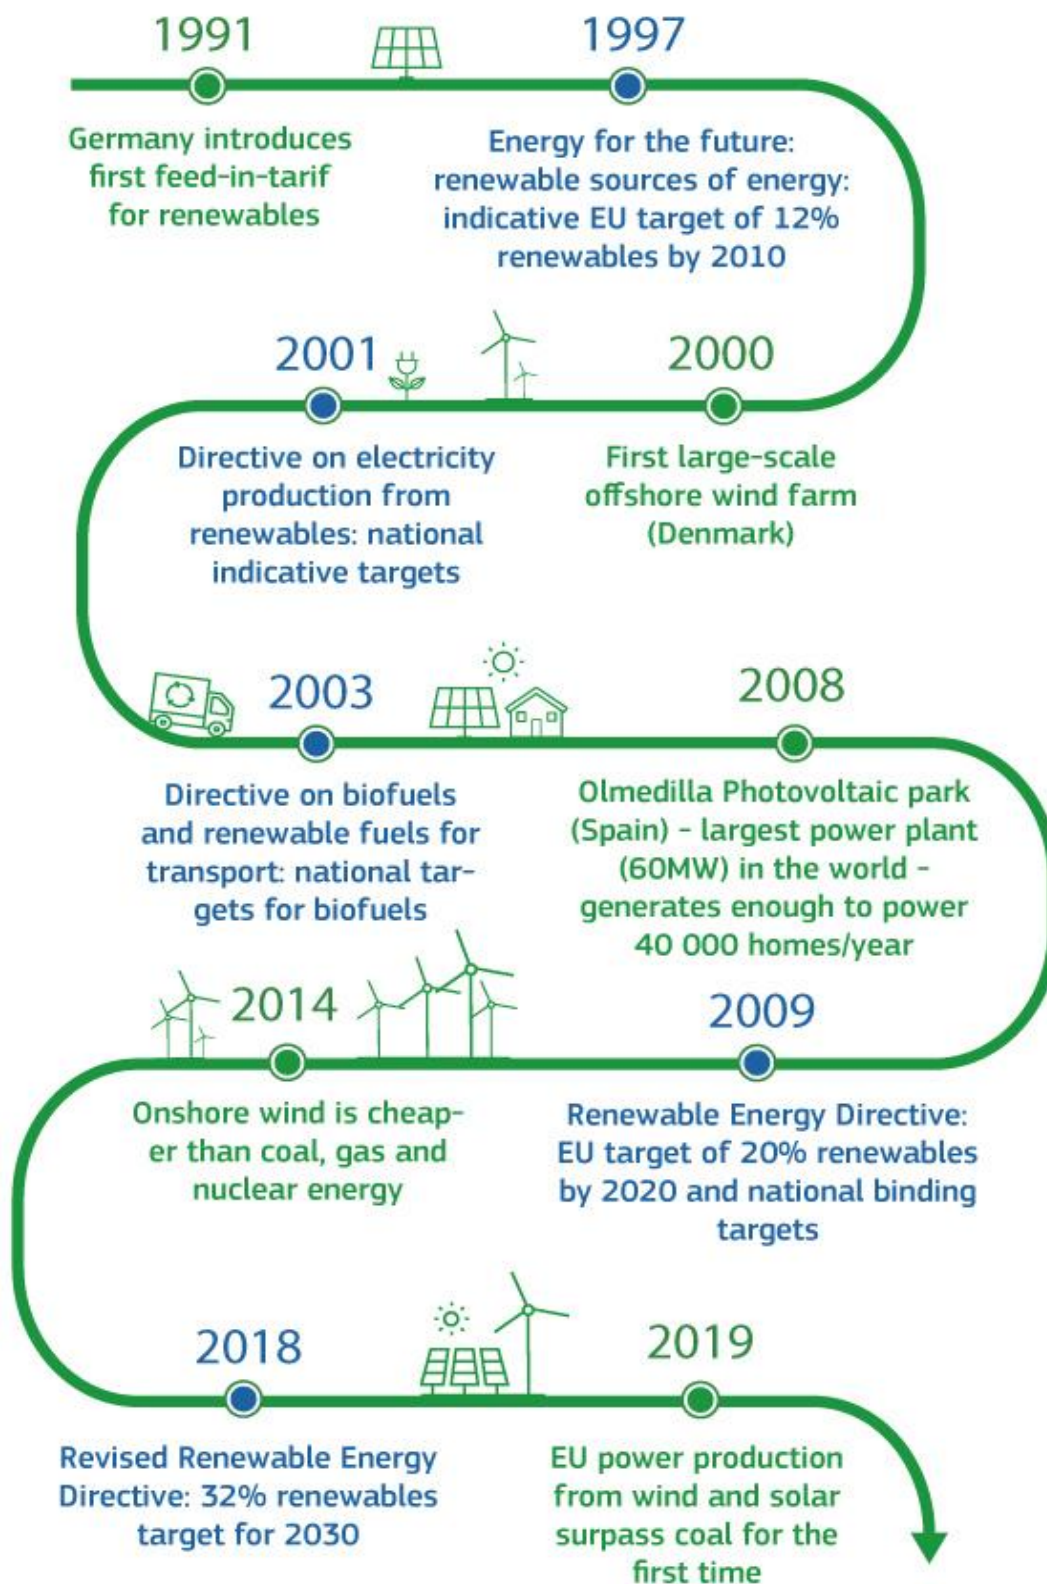 1991
Germany introduces
first feed-in-tarif
for renewables
1997
Energy for the future:
renewable sources of energy:
indicative EU target of 12%
renewables by 2010
2000
First large-scale
offshore wind farm
(Denmark)
2001
Directive on electricity
production from
renewables: national
indicative targets
2003
Directive on biofuels
and renewable fuels for
transport: national tar-
gets for biofuels
2008
Olmedilla Photovoltaic park
(Spain) - largest power plant
(60MW) in the world -
generates enough to power
40 000 homes/year
2009
Renewable Energy Directive:
EU target of 20% renewables
by 2020 and national binding
targets
2014
Onshore wind is cheap-
er than coal, gas and
nuclear energy
2018
Revised Renewable Energy
Directive: 32% renewables
target for 2030
2019
EU power production
from wind and solar
surpass coal for the
first time